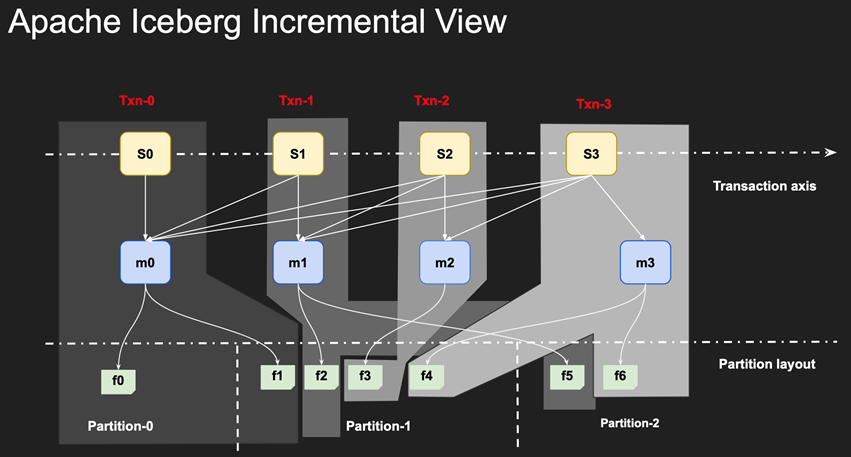 Apache Iceberg Incremental View
Txn-0
Txn-1
Txn-2
Txn-3
S0
S1
S2
S3
Transaction axis
m0
m1
m2
m3
Partition layout
f0
f1
f2
f3
f4
f5
f6
Partition-0
Partition-1
Partition-2